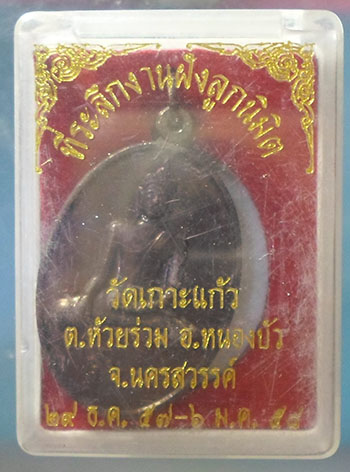 ที่ระลึกงานฝังลูกนิมิต
วัดเกาะแก้ว
ต.ห้วยร่วม อ.หนองบัว
จ.นครสวรรค์
๒๙ ธ.ค. ๕๗-๖ ม.ค. ๕๘